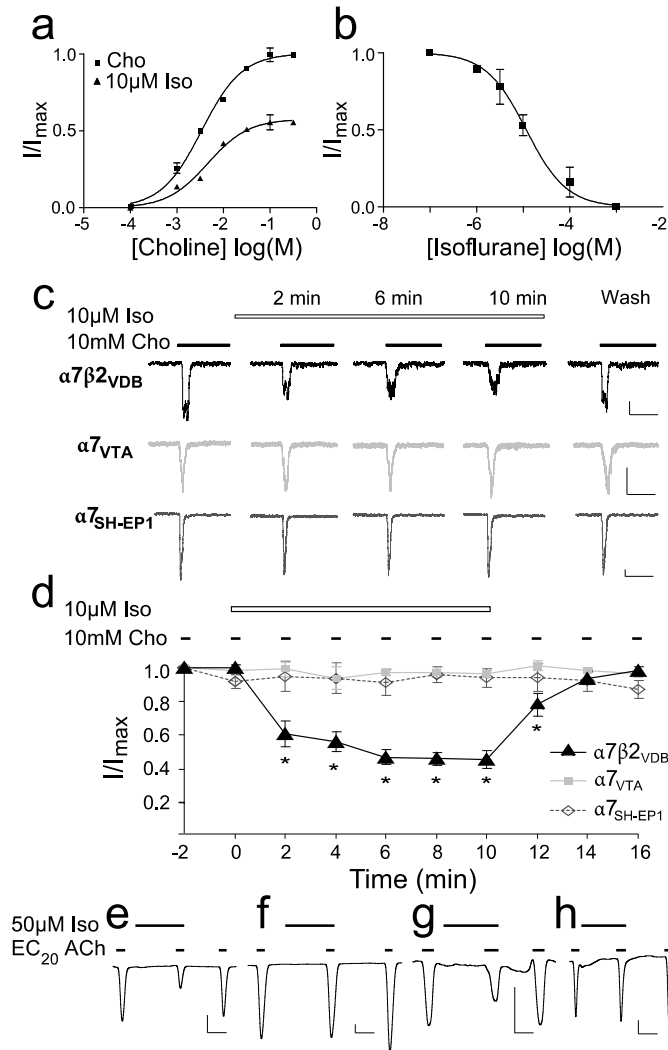 a
b
Cho
10µM Iso
I/Imax
1.0
0.5
0.0
-5 -4 -3 -2 -1 0
[Choline] log(M)
I/Imax
1.0
0.5
0.0
-8 -7 -6 -5 -4 -3 -2
[Isoflurane] log(M)
c
2 min 6 min 10 min Wash
10µM Iso
10mM Cho
α7β2VDB
α7VTA
α7SH-EP1
d
10µM Iso
10mM Cho
I/Imax
1.0
0.8
0.6
0.4
0.2
* * * * * *
α7β2VDB
α7VTA
α7SH-EP1
-2 0 2 4 6 8 10 12 14 16
Time (min)
e f g h
50µM Iso
EC20 ACh